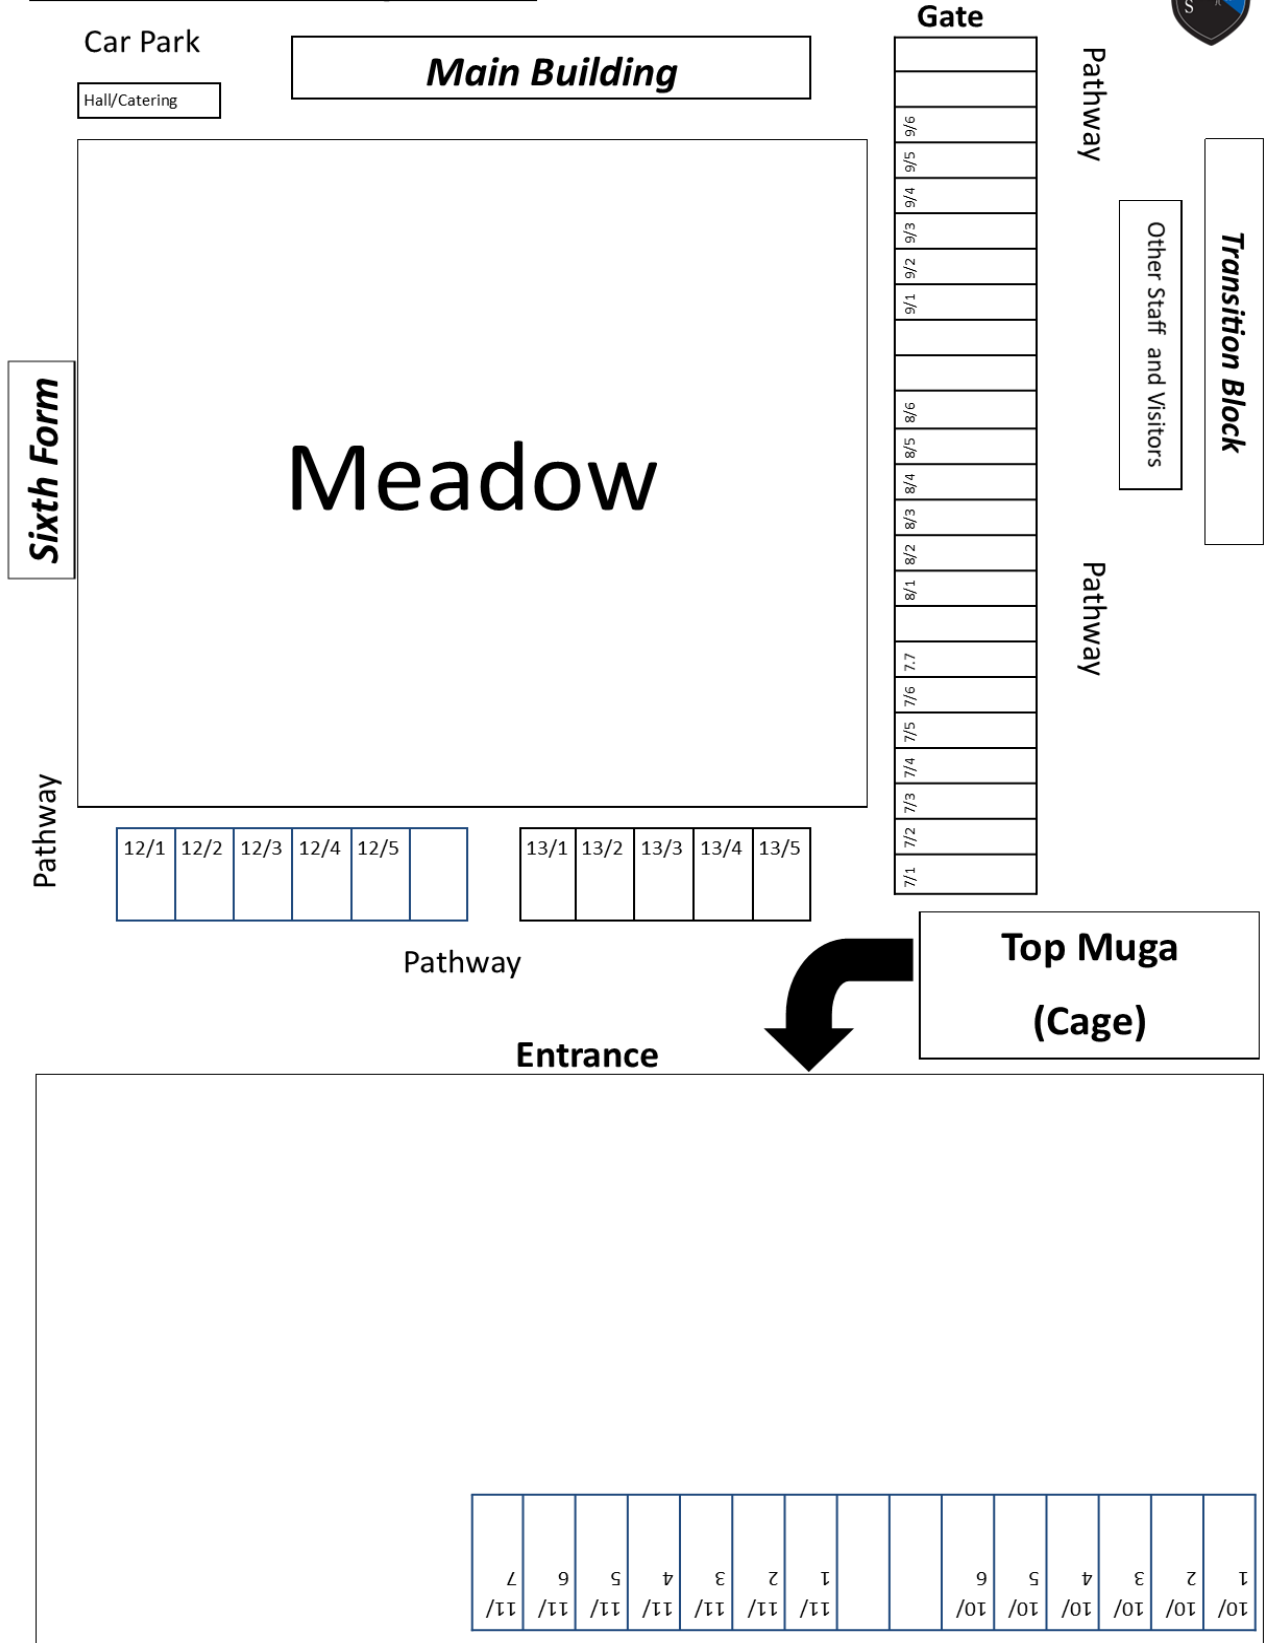 Gate
S
Car Park
Main Building
Hall/Catering
Pathway
9/6
9/5
9/4
9/3
9/2
9/1
8/6
8/5
8/4
8/3
8/2
8/1
7.7
7/6
7/5
7/4
7/3
7/2
7/1
Other Staff and Visitors
Transition Block
Sixth Form
Meadow
Pathway
Pathway
12/1 12/2 12/3 12/4 12/5
13/1 13/2 13/3 13/4 13/5
Pathway
Top Muga
(Cage)
Entrance
11/7
11/6
11/5
11/4
11/3
11/2
11/1
10/6
10/5
10/4
10/3
10/2
10/1